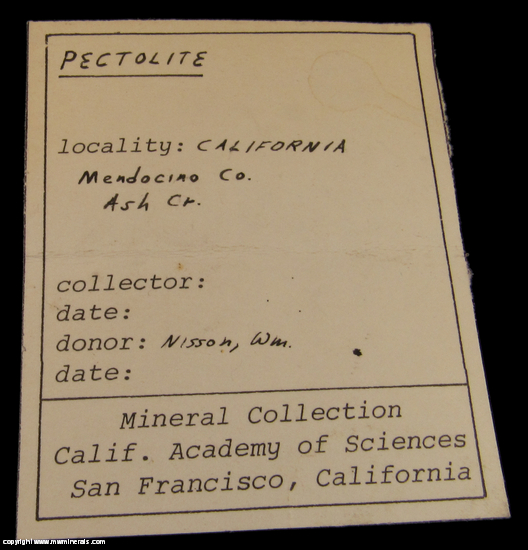 PECTOLITE
locality: CALIFORNIA
Mendocino Co.
Ash Cr.
collector:
date:
donor: Nisson, Wm.
date:
Mineral Collection
Calif. Academy of Sciences
San Francisco, California
copyright www.mwminerals.com